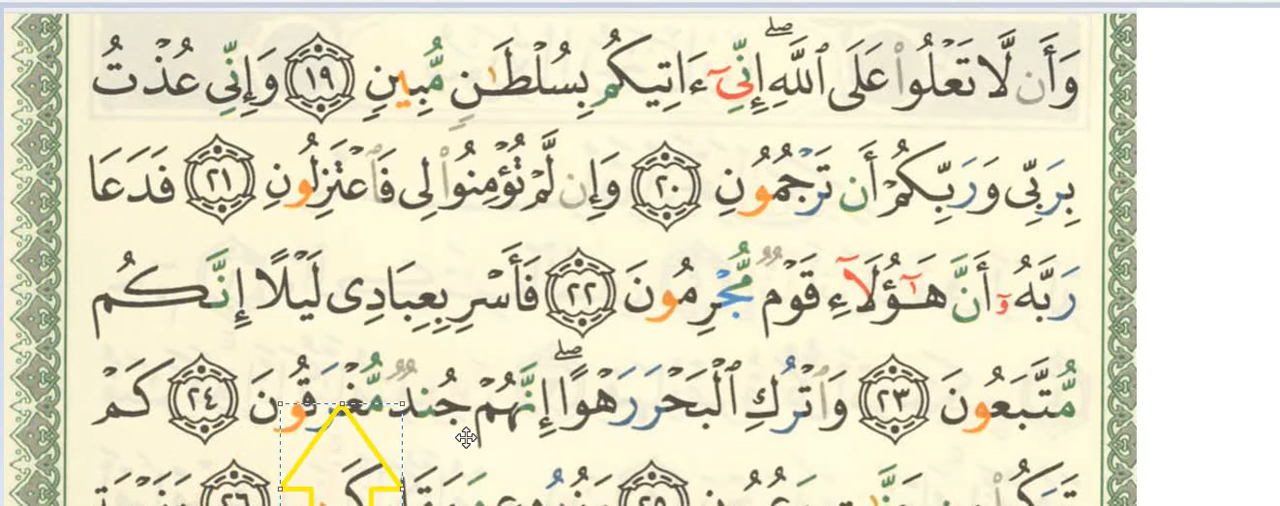 وَأَن لَّا تَعْلُوا۟ عَلَى ٱللَّهِ ۖ إِنِّىٓ ءَاتِيكُم بِسُلْطَـٰنٍ مُّبِينٍ ١٩ وَإِنِّى عُذْتُ
بِرَبِّى وَرَبِّكُمْ أَن تَرْجُمُونِ ٢٠ وَإِن لَّمْ تُؤْمِنُوا۟ لِى فَٱعْتَزِلُونِ ٢١ فَدَعَا
رَبَّهُۥٓ أَنَّ هَـٰٓؤُلَآءِ قَوْمٌ مُّجْرِمُونَ ٢٢ فَأَسْرِ بِعِبَادِى لَيْلًا إِنَّكُم
مُّتَّبَعُونَ ٢٣ وَٱتْرُكِ ٱلْبَحْرَ رَهْوًا ۖ إِنَّهُمْ جُندٌ مُّغْرَقُونَ ٢٤ كَمْ